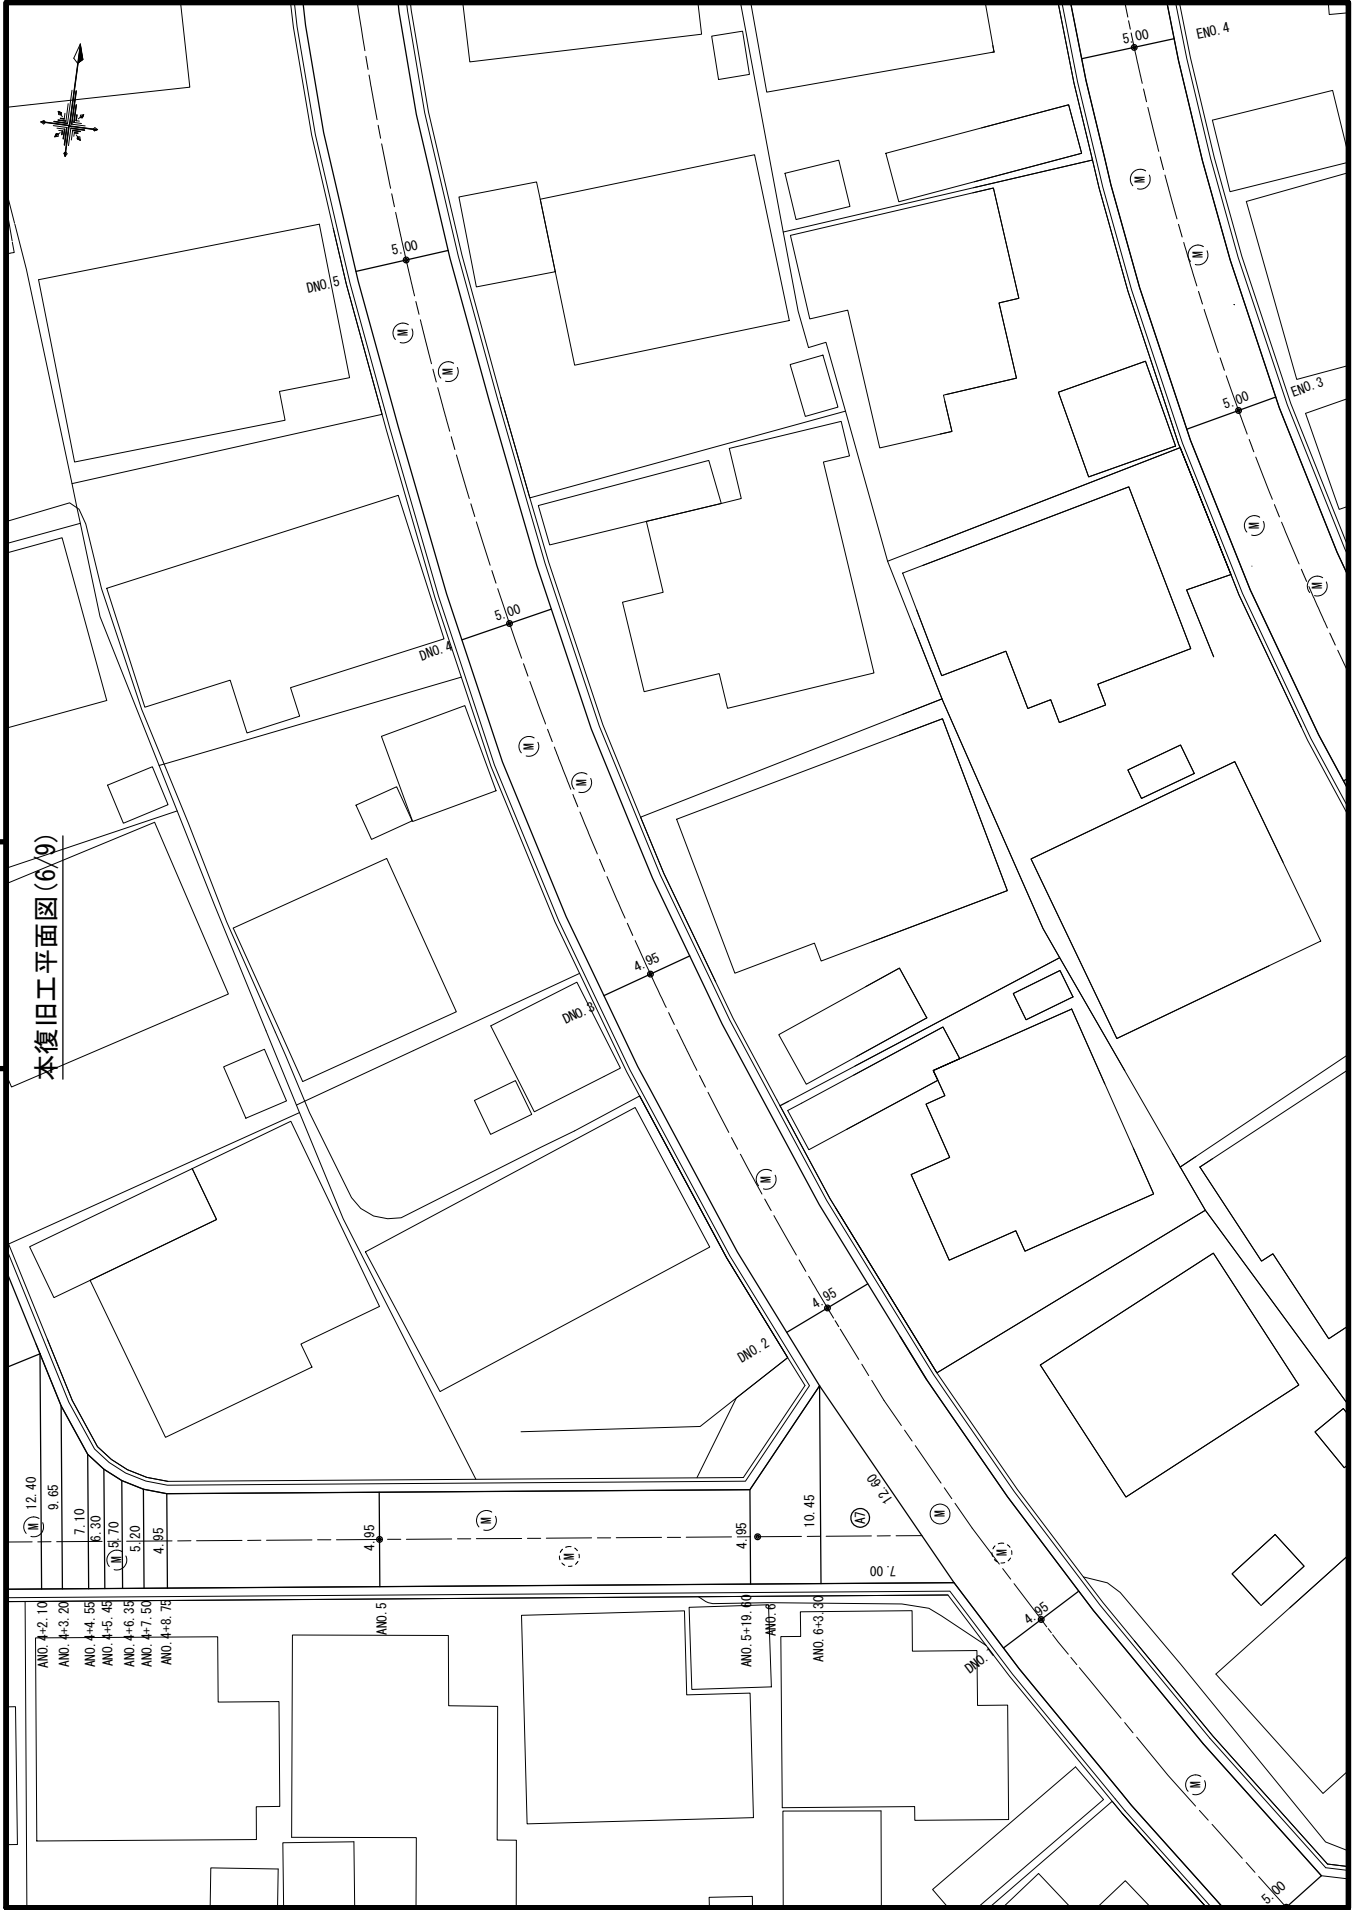 本復旧工平面図(6/9)
5.00
ENO.4
5.00
DNO.5
M
M
M
M
5.00
ENO.3
M
M
5.00
DNO.4
M
M
4.95
DNO.3
M
4.95
DNO.2
12.40
9.65
7.10
6.30
5.70
5.20
4.95
M
M
4.95
M
M
4.95
10.45
A7
12.60
7.00
M
M
ANO.4+2.10
ANO.4+3.20
ANO.4+4.55
ANO.4+5.45
ANO.4+6.35
ANO.4+7.50
ANO.4+8.75
ANO.5
ANO.5+19.60
ANO.6
ANO.6+3.30
4.95
DNO.1
M
5.00